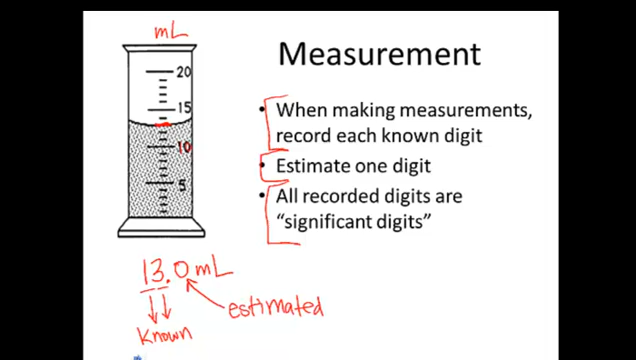 mL
Measurement
20
15
10
5
• When making measurements,
record each known digit
• Estimate one digit
• All recorded digits are
“significant digits”
13.0 mL
estimated
known